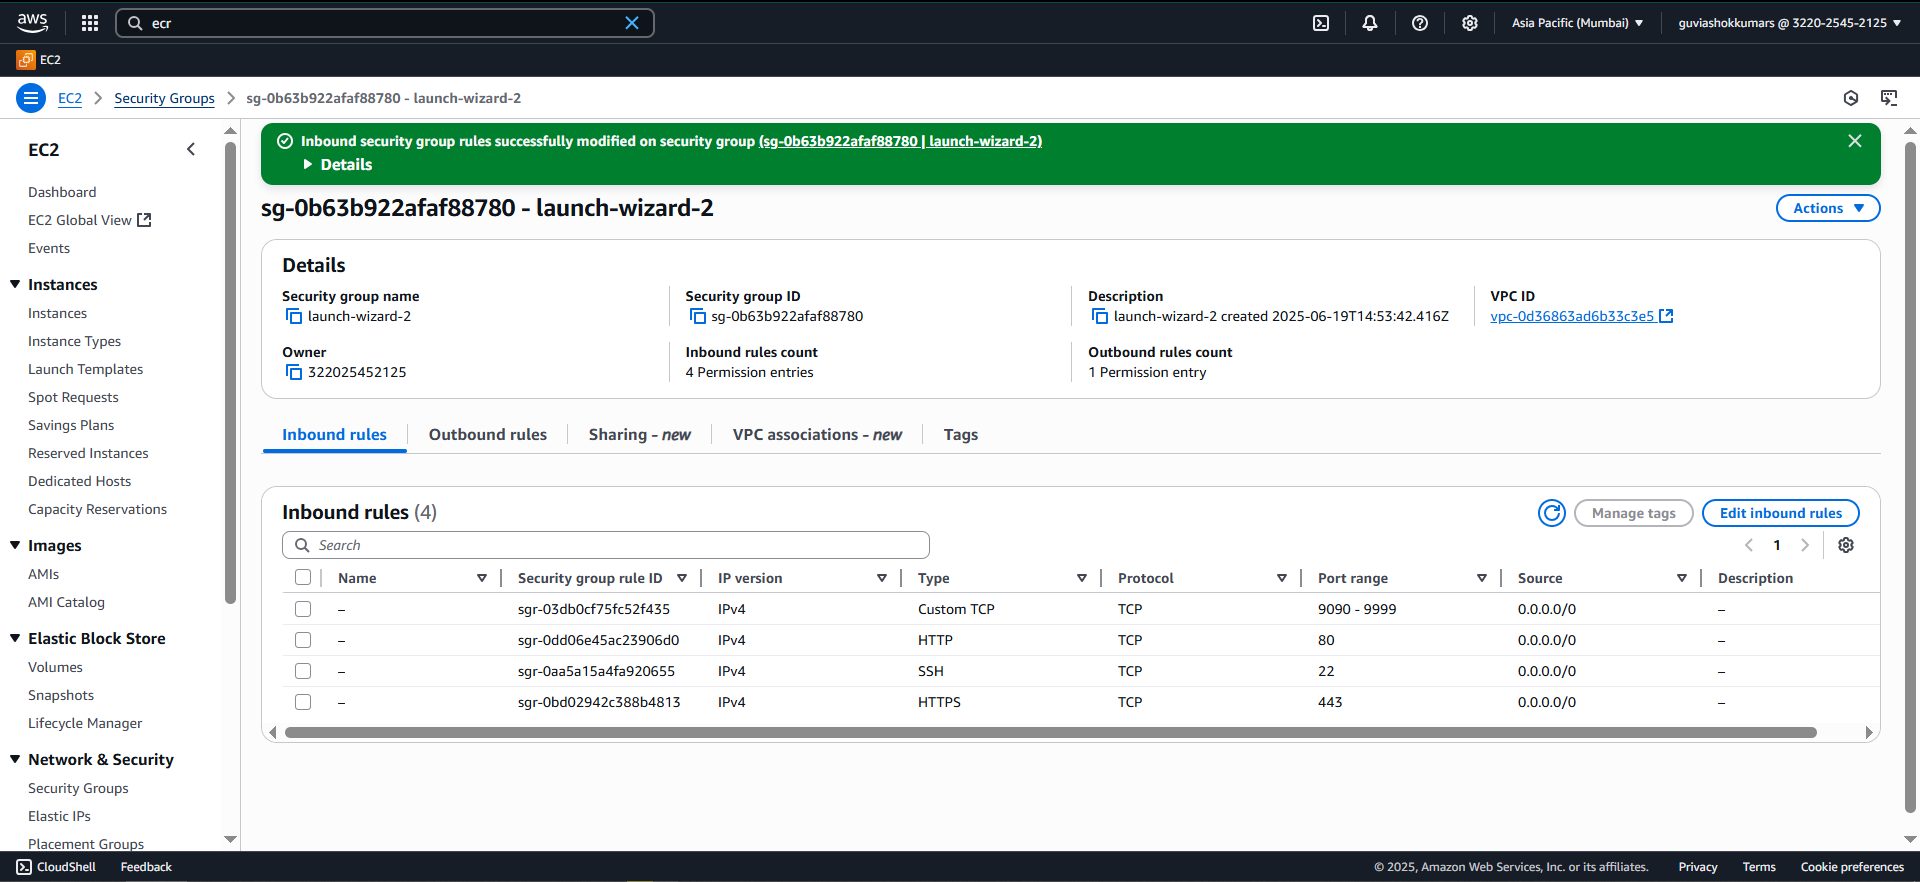 aws
ecr
Asia Pacific (Mumbai)
guviashokkumars @ 3220-2545-2125
EC2
EC2
Security Groups
sg-0b63b922afaf88780 - launch-wizard-2
EC2
Dashboard
EC2 Global View
Events
Instances
Instances
Instance Types
Launch Templates
Spot Requests
Savings Plans
Reserved Instances
Dedicated Hosts
Capacity Reservations
Images
AMIs
AMI Catalog
Elastic Block Store
Volumes
Snapshots
Lifecycle Manager
Network & Security
Security Groups
Elastic IPs
Placement Groups
Inbound security group rules successfully modified on security group (sg-0b63b922afaf88780 | launch-wizard-2)
Details
sg-0b63b922afaf88780 - launch-wizard-2
Actions
Details
Security group name
launch-wizard-2
Security group ID
sg-0b63b922afaf88780
Description
launch-wizard-2 created 2025-06-19T14:53:42.416Z
VPC ID
vpc-0d36863ad6b33c3e5
Owner
322025452125
Inbound rules count
4 Permission entries
Outbound rules count
1 Permission entry
Inbound rules
Outbound rules
Sharing - new
VPC associations - new
Tags
Inbound rules (4)
Manage tags
Edit inbound rules
Search
1
Name Security group rule ID IP version Type Protocol Port range Source Description
– sgr-03db0cf75fc52f435 IPv4 Custom TCP TCP 9090 - 9999 0.0.0.0/0 –
– sgr-0dd06e45ac23906d0 IPv4 HTTP TCP 80 0.0.0.0/0 –
– sgr-0aa5a15a4fa920655 IPv4 SSH TCP 22 0.0.0.0/0 –
– sgr-0bd02942c388b4813 IPv4 HTTPS TCP 443 0.0.0.0/0 –
CloudShell
Feedback
© 2025, Amazon Web Services, Inc. or its affiliates.
Privacy
Terms
Cookie preferences